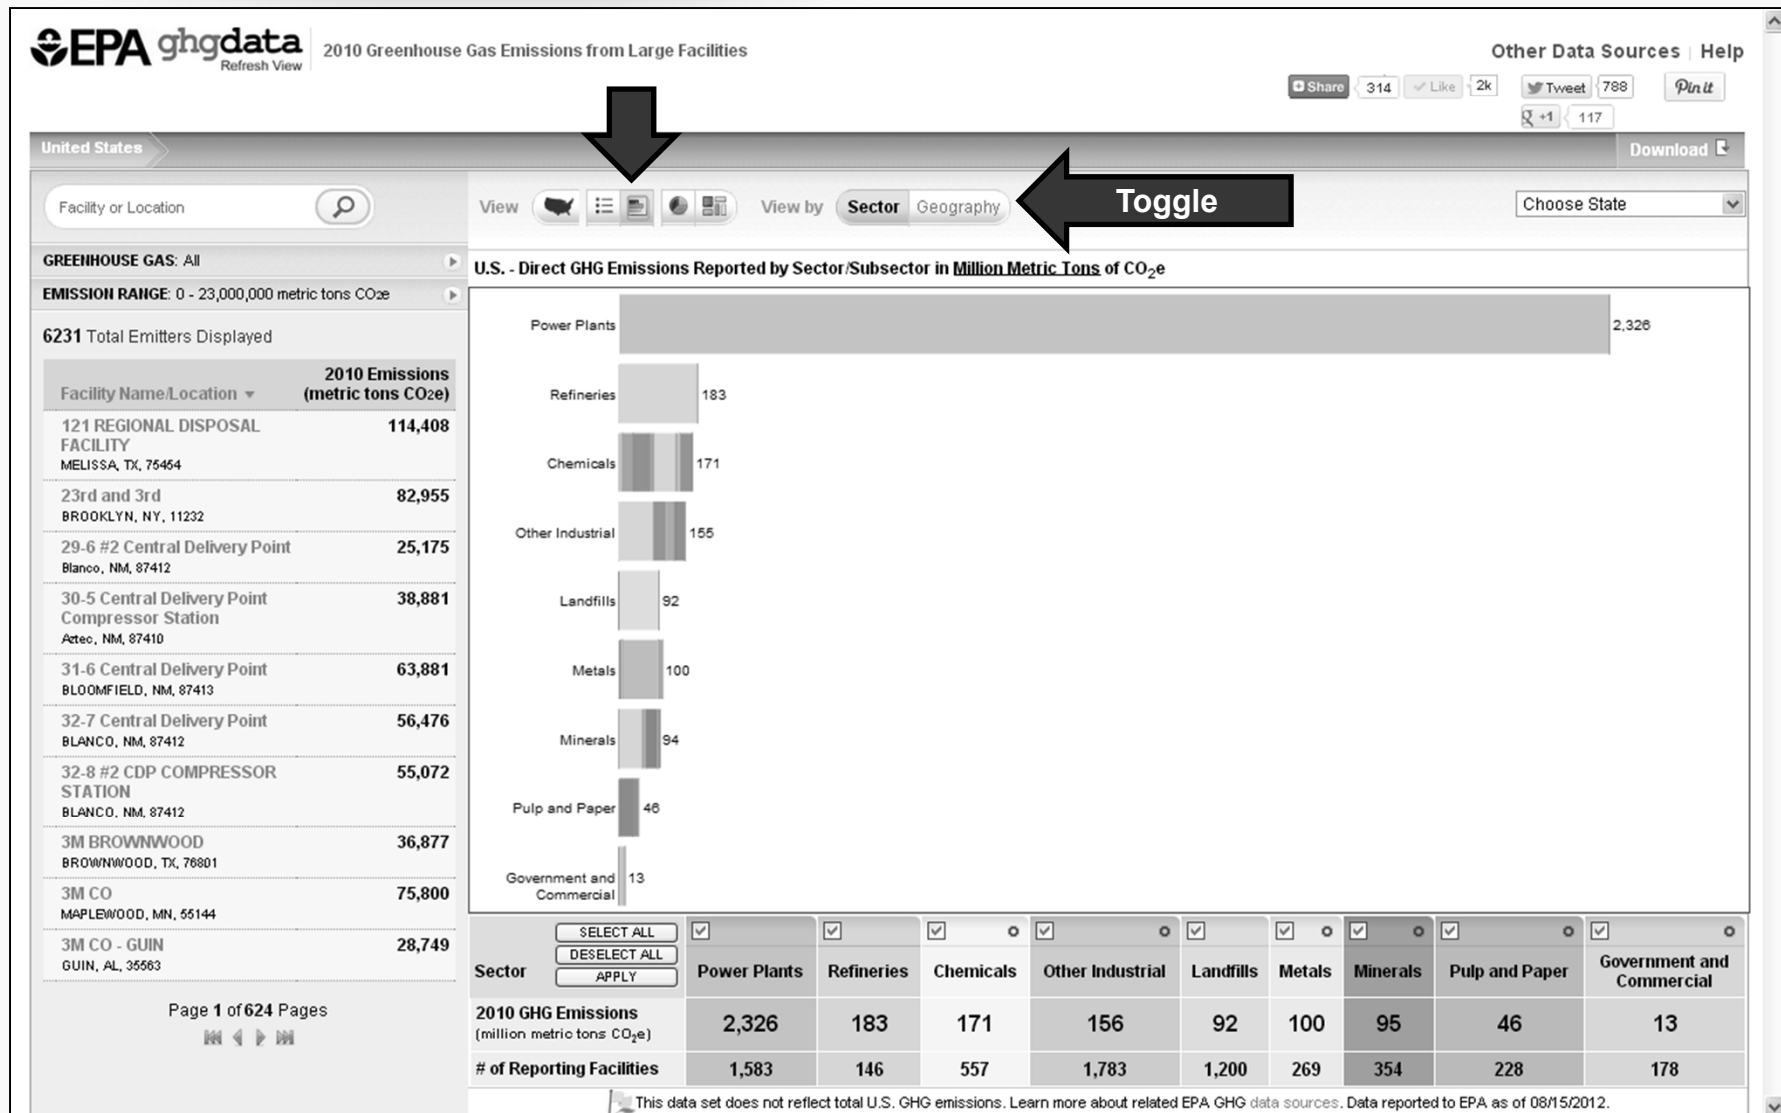 EPA ghgdata
Refresh View
2010 Greenhouse Gas Emissions from Large Facilities
Other Data Sources | Help
Share 314 Like 2k Tweet 788 Pin it
g +1 117
United States
Download
Facility or Location
View
View by Sector Geography
Toggle
Choose State
GREENHOUSE GAS: All
EMISSION RANGE: 0 - 23,000,000 metric tons CO2e
6231 Total Emitters Displayed
Facility Name/Location
2010 Emissions
(metric tons CO2e)
121 REGIONAL DISPOSAL
FACILITY
MELISSA, TX, 75454
114,408
23rd and 3rd
BROOKLYN, NY, 11232
82,955
29-6 #2 Central Delivery Point
Blanco, NM, 87412
25,175
30-5 Central Delivery Point
Compressor Station
Aztec, NM, 87410
38,881
31-6 Central Delivery Point
BLOOMFIELD, NM, 87413
63,881
32-7 Central Delivery Point
BLANCO, NM, 87412
56,476
32-8 #2 CDP COMPRESSOR
STATION
BLANCO, NM, 87412
55,072
3M BROWNWOOD
BROWNWOOD, TX, 76801
36,877
3M CO
MAPLEWOOD, MN, 55144
75,800
3M CO - GUIN
GUIN, AL, 35563
28,749
Page 1 of 624 Pages
U.S. - Direct GHG Emissions Reported by Sector/Subsector in Million Metric Tons of CO2e
Power Plants 2,326
Refineries 183
Chemicals 171
Other Industrial 155
Landfills 92
Metals 100
Minerals 94
Pulp and Paper 46
Government and
Commercial
13
SELECT ALL
DESELECT ALL
APPLY
Sector Power Plants Refineries Chemicals Other Industrial Landfills Metals Minerals Pulp and Paper Government and
Commercial
2010 GHG Emissions
(million metric tons CO2e)
2,326 183 171 156 92 100 95 46 13
# of Reporting Facilities 1,583 146 557 1,783 1,200 269 354 228 178
This data set does not reflect total U.S. GHG emissions. Learn more about related EPA GHG data sources. Data reported to EPA as of 08/15/2012.